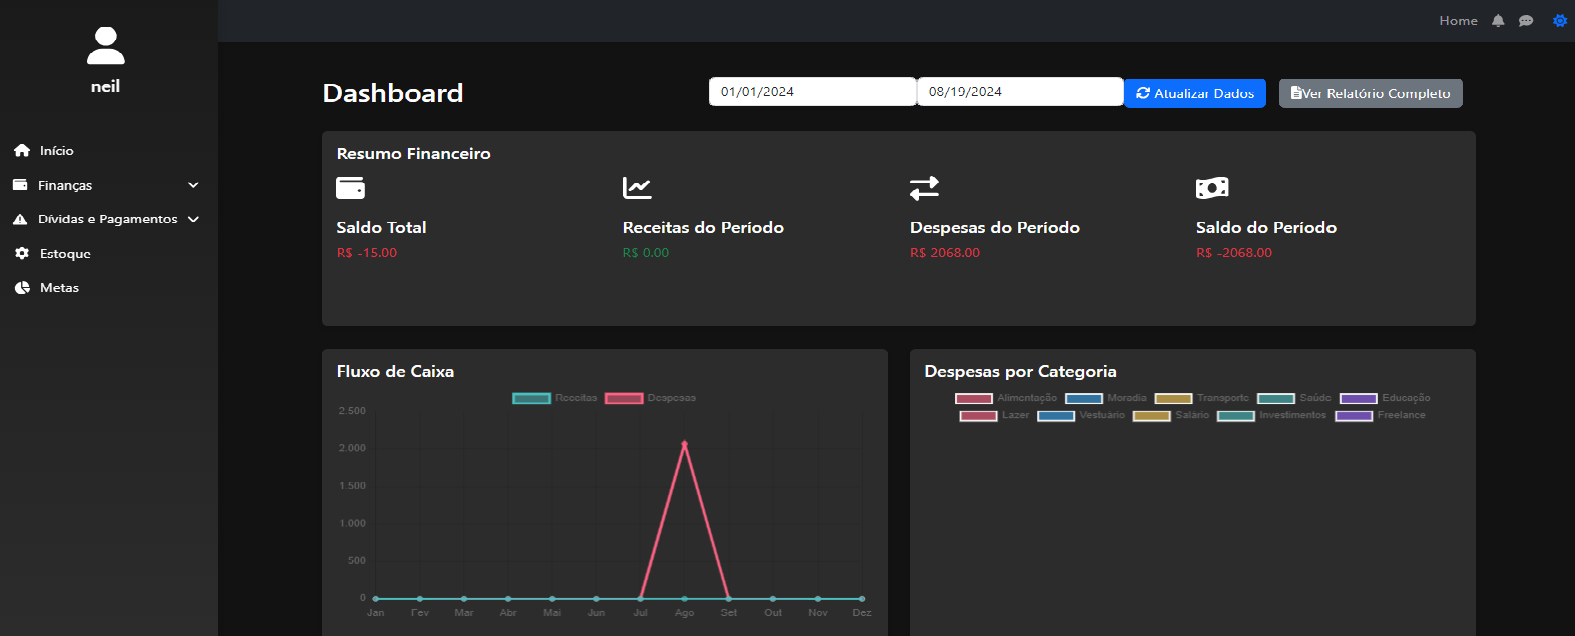 Home
neil
Início
Finanças
Dívidas e Pagamentos
Estoque
Metas
Dashboard
01/01/2024
08/19/2024
Atualizar Dados
Ver Relatório Completo
Resumo Financeiro
Saldo Total
R$ -15.00
Receitas do Período
R$ 0.00
Despesas do Período
R$ 2068.00
Saldo do Período
R$ -2068.00
Fluxo de Caixa
Receitas Despesas
2.500
2.000
1.500
1.000
500
0
Jan Fev Mar Abr Mai Jun Jul Ago Set Out Nov Dez
Despesas por Categoria
Alimentação Moradia Transporte Saúde Educação
Lazer Vestuário Salário Investimentos Freelance